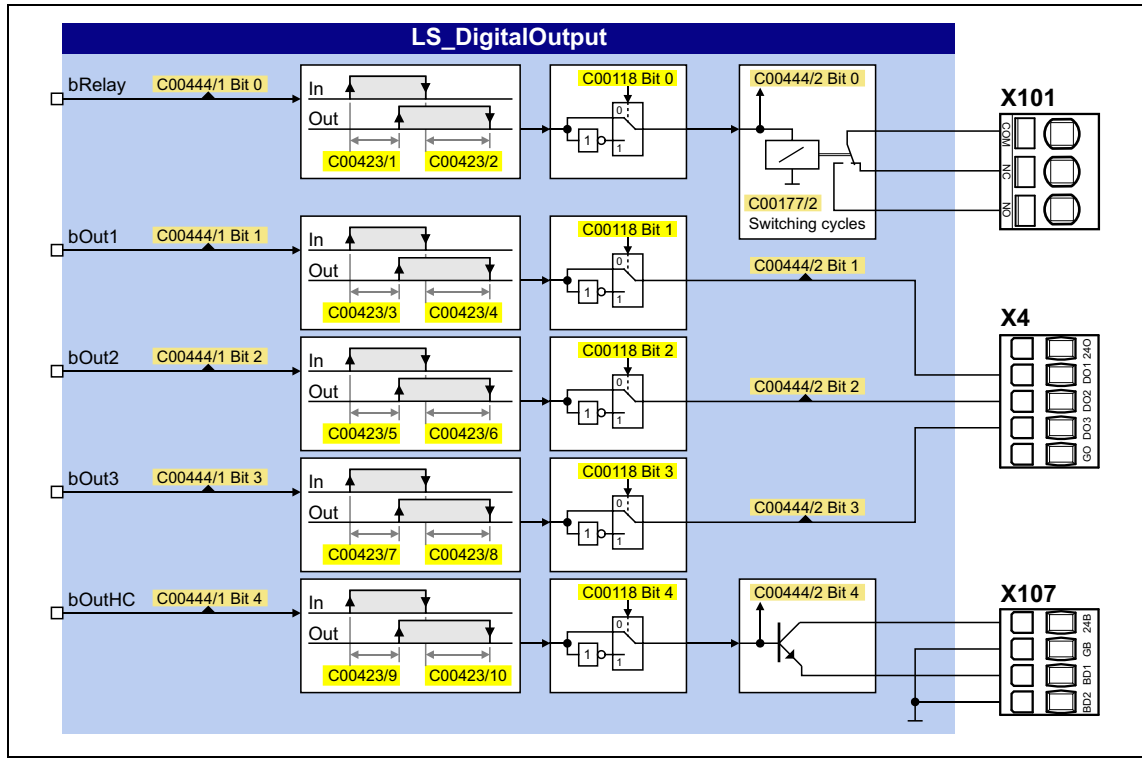 LS_DigitalOutput
bRelay
C00444/1 Bit 0
In
Out
C00423/1
C00423/2
C00118 Bit 0
0
1
1
C00444/2 Bit 0
C00177/2
Switching cycles
X101
COM
NC
NO
bOut1
C00444/1 Bit 1
In
Out
C00423/3
C00423/4
C00118 Bit 1
0
1
1
C00444/2 Bit 1
X4
24O
DO1
DO2
DO3
GO
bOut2
C00444/1 Bit 2
In
Out
C00423/5
C00423/6
C00118 Bit 2
0
1
1
C00444/2 Bit 2
bOut3
C00444/1 Bit 3
In
Out
C00423/7
C00423/8
C00118 Bit 3
0
1
1
C00444/2 Bit 3
bOutHC
C00444/1 Bit 4
In
Out
C00423/9
C00423/10
C00118 Bit 4
0
1
1
C00444/2 Bit 4
X107
24B
GB
BD1
BD2